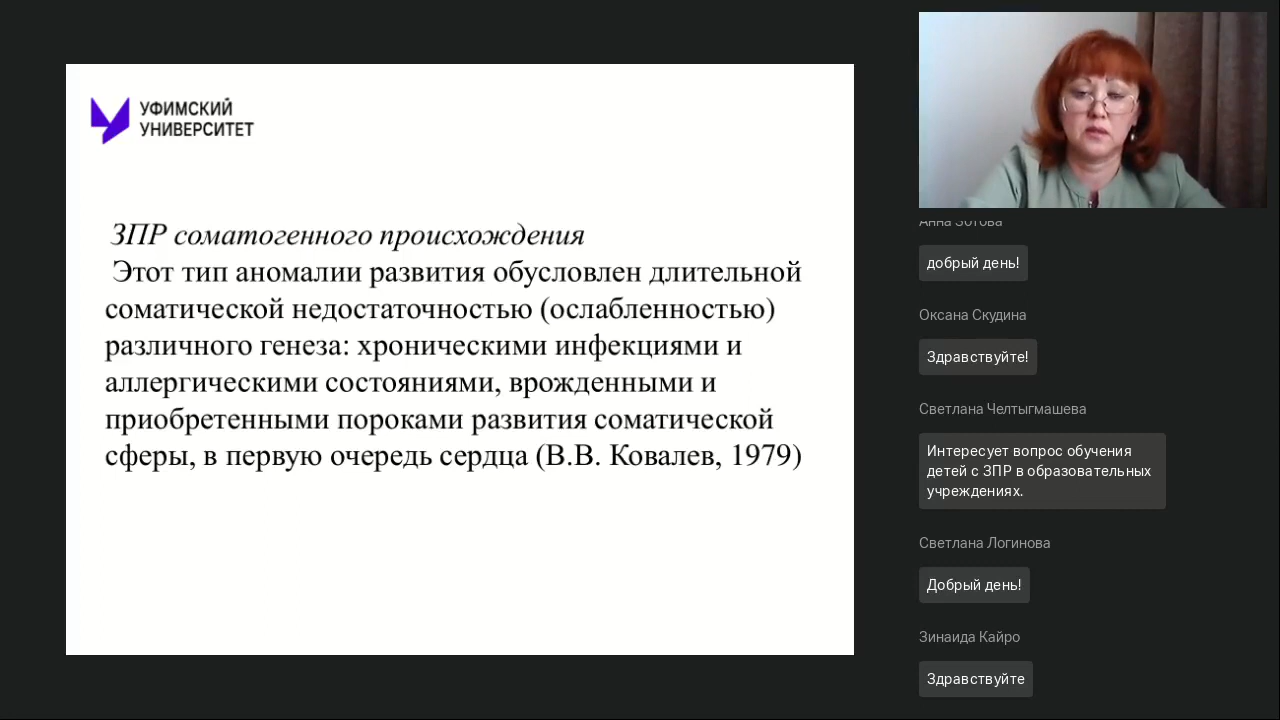 УФИМСКИЙ
УНИВЕРСИТЕТ
ЗПР соматогенного происхождения
Этот тип аномалии развития обусловлен длительной
соматической недостаточностью (ослабленностью)
различного генеза: хроническими инфекциями и
аллергическими состояниями, врожденными и
приобретенными пороками развития соматической
сферы, в первую очередь сердца (В.В. Ковалев, 1979)
Анна Зотова
добрый день!
Оксана Скудина
Здравствуйте!
Светлана Челтыгмашева
Интересует вопрос обучения
детей с ЗПР в образовательных
учреждениях.
Светлана Логинова
Добрый день!
Зинаида Кайро
Здравствуйте